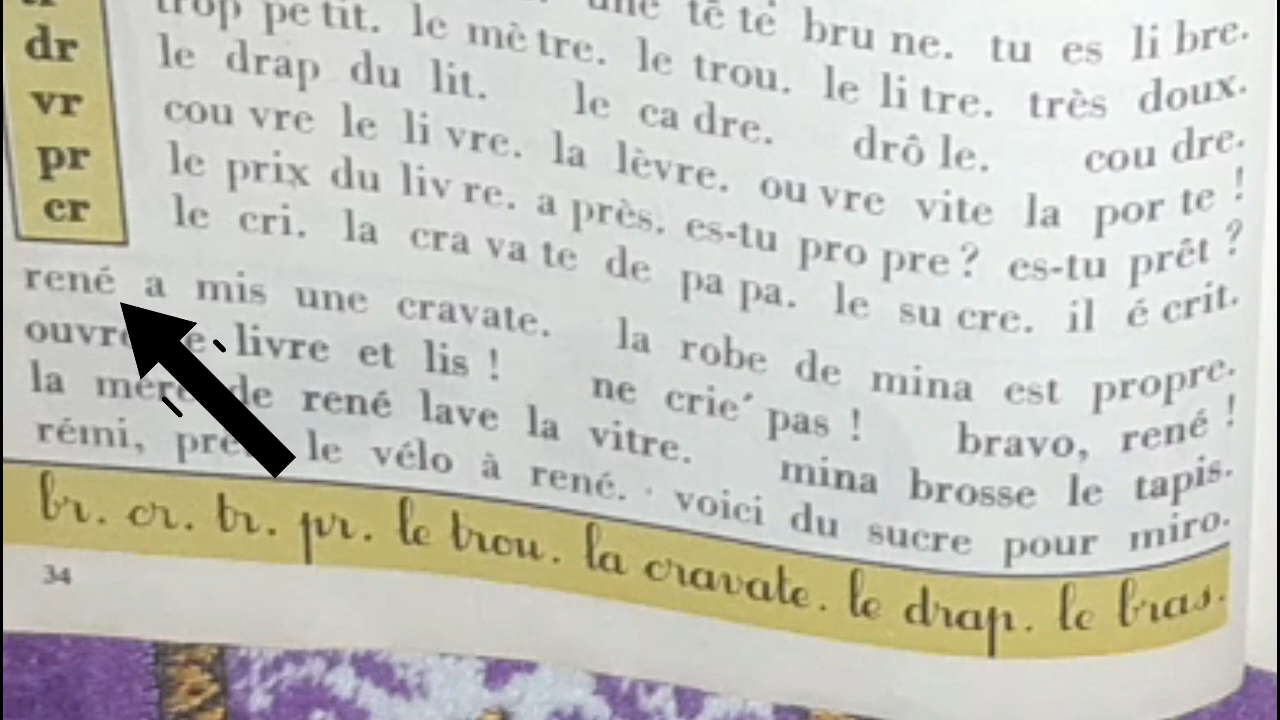 une tê te bru ne. tu es li bre.
trop pe tit. le mè tre. le trou. le li tre. très doux.
dr le drap du lit. le ca dre. drô le. cou dre.
vr cou vre le li vre. la lèvre. ou vre vite la por te !
pr le prix du liv re. a près. es-tu pro pre ? es-tu prêt ?
cr le cri. la cra va te de pa pa. le su cre. il é crit.
rené a mis une cravate. la robe de mina est propre.
livre et lis ! ne crie pas ! bravo, rené !
la mère de rené lave la vitre. mina brosse le tapis.
rémi, le vélo à rené. voici du sucre pour miro.
br. cr. tr. pr. le trou. la cravate. le drap. le bras.
34